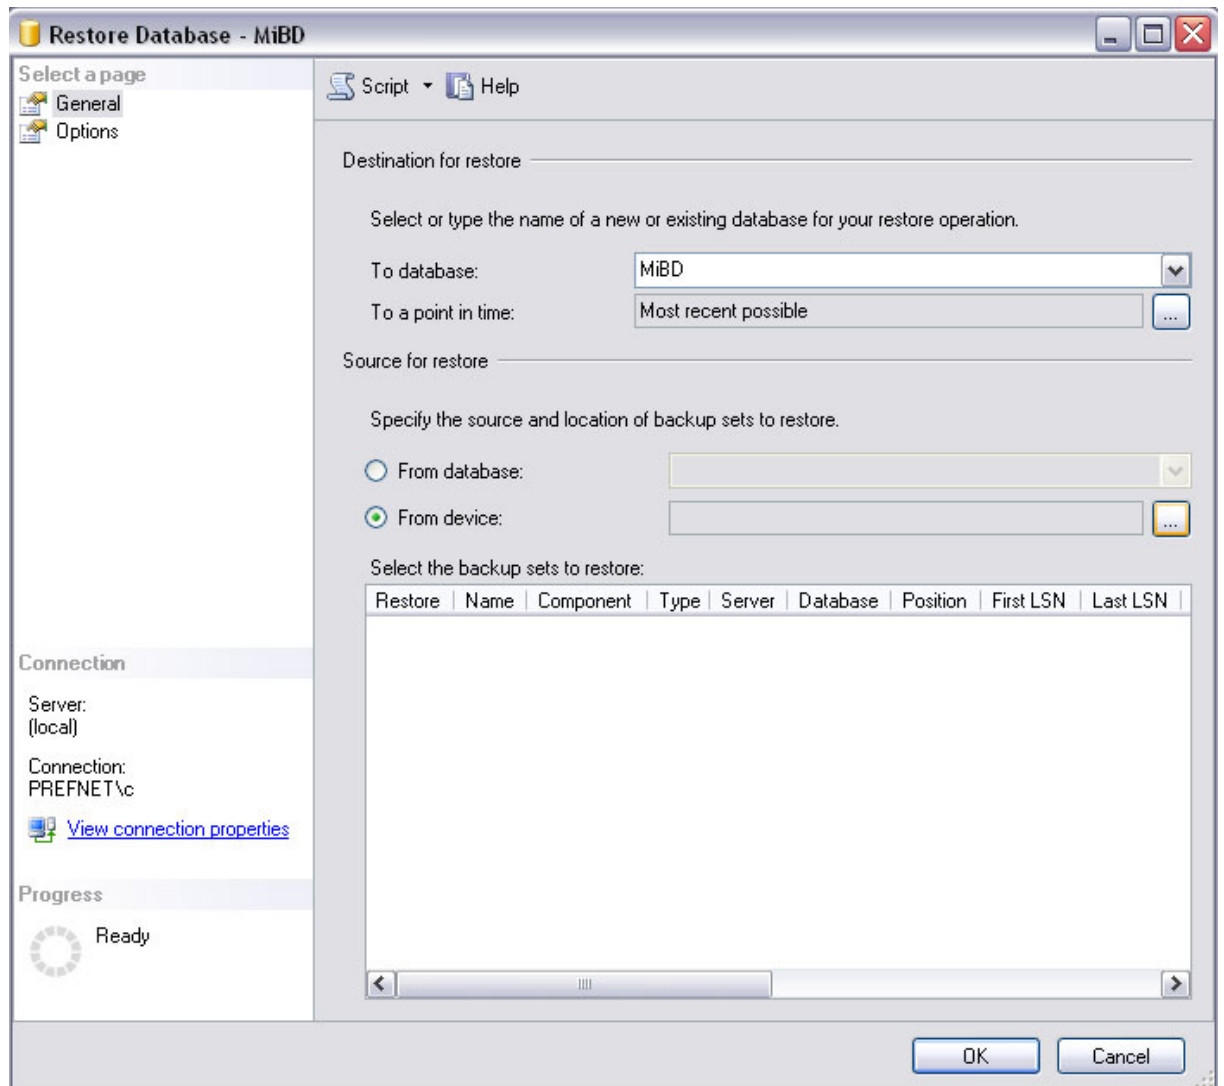 Restore Database - MiBD
Select a page
General
Options
Script
Help
Destination for restore
Select or type the name of a new or existing database for your restore operation.
To database:
MiBD
To a point in time:
Most recent possible
...
Source for restore
Specify the source and location of backup sets to restore.
From database:
From device:
...
Select the backup sets to restore:
Restore Name Component Type Server Database Position First LSN Last LSN
Connection
Server:
(local)
Connection:
PREFNET\c
View connection properties
Progress
Ready
OK
Cancel